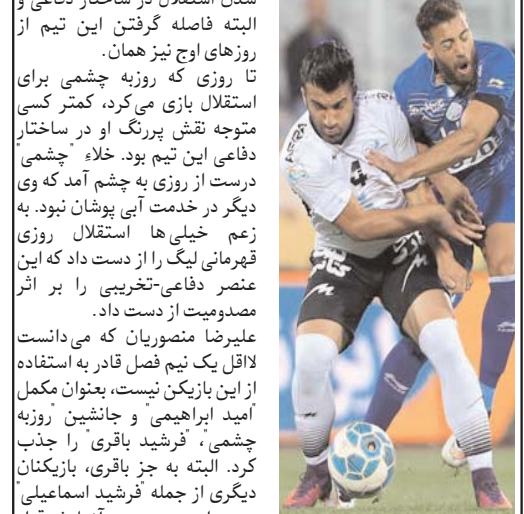 شدن استقلال در ساختار دفاعی و
البته فاصله گرفتن این تیم از
روزهای اوج نیز همان.
تا روزی که روزبه چشمی برای
استقلال بازی می‌کرد، کمتر کسی
متوجه نقش پررنگ او در ساختار
دفاعی این تیم بود. خلاء "چشمی"
درست از روزی به چشم آمد که وی
دیگر در خدمت آبی پوشان نبود. به
زعم خیلی‌ها استقلال روزی
قهرمانی لیگ را از دست داد که این
عنصر دفاعی-تخریبی را بر اثر
مصدومیت از دست داد.
علیرضا منصوریان که می‌دانست
لااقل یک نیم فصل قادر به استفاده
از این بازیکن نیست، بعنوان مکمل
"امید ابراهیمی" و جانشین "روزبه
چشمی"، "فرشید باقری" را جذب
کرد. البته به جز باقری، بازیکنان
دیگری از جمله "فرشید اسماعیلی"
4